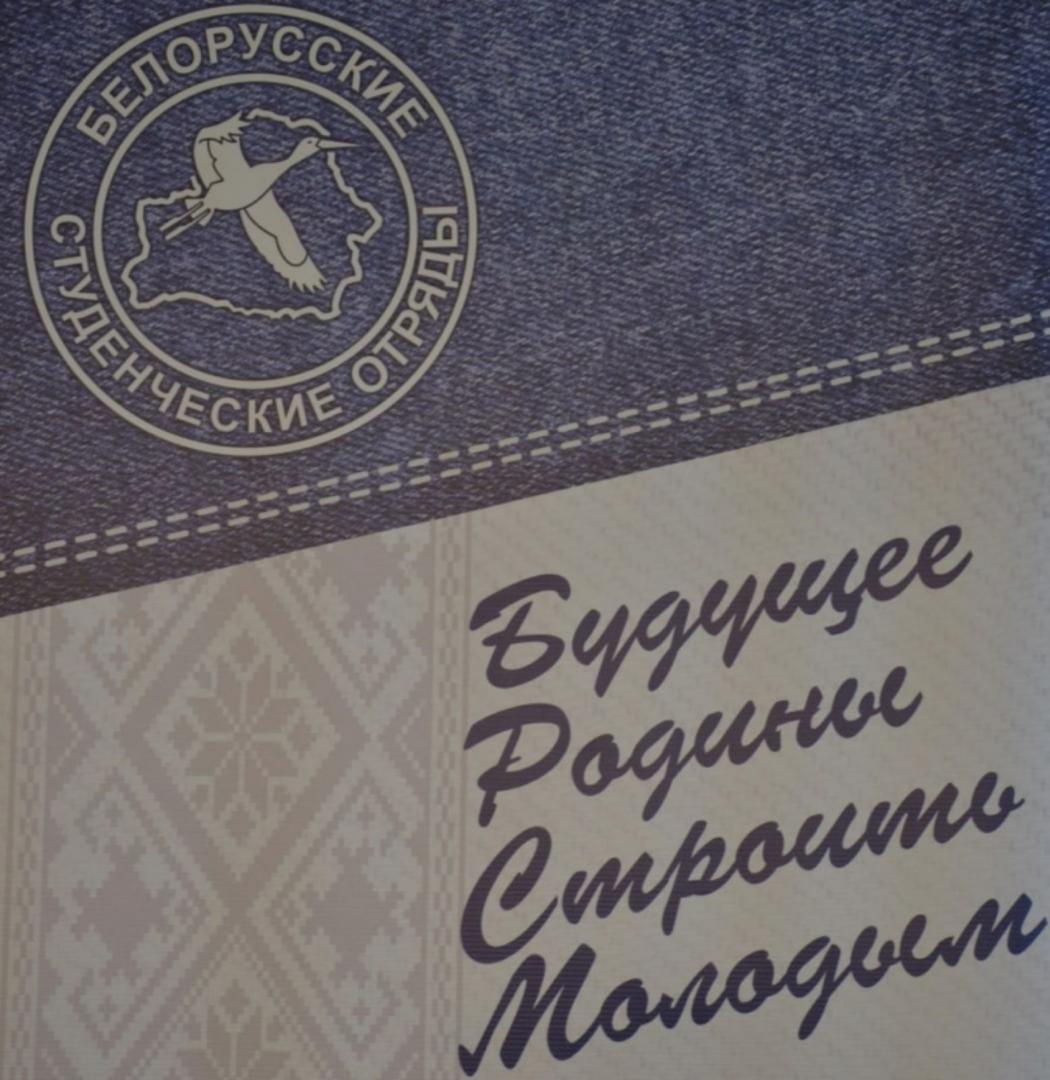 БЕЛОРУССКИЕ
СТУДЕНЧЕСКИЕ ОТРЯДЫ
Будущее
Родины
Строить
Молодым